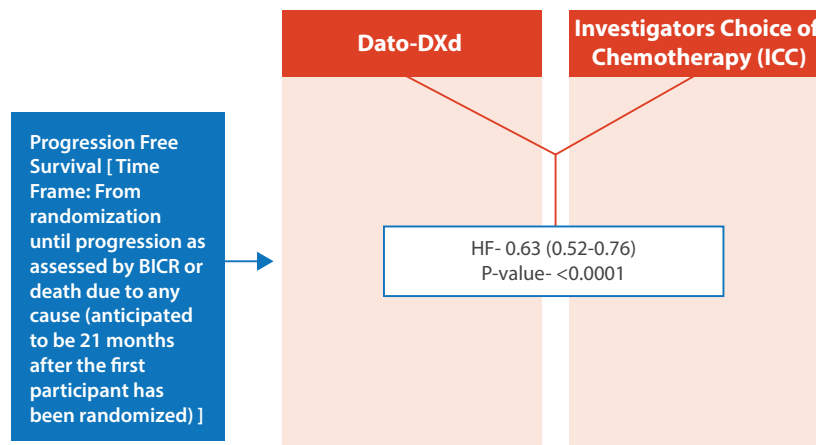 Dato-DXd
Investigators Choice of
Chemotherapy (ICC)
Progression Free
Survival [ Time
Frame: From
randomization
until progression as
assessed by BICR or
death due to any
cause (anticipated
to be 21 months
after the first
participant has
been randomized) ]
HF- 0.63 (0.52-0.76)
P-value- <0.0001